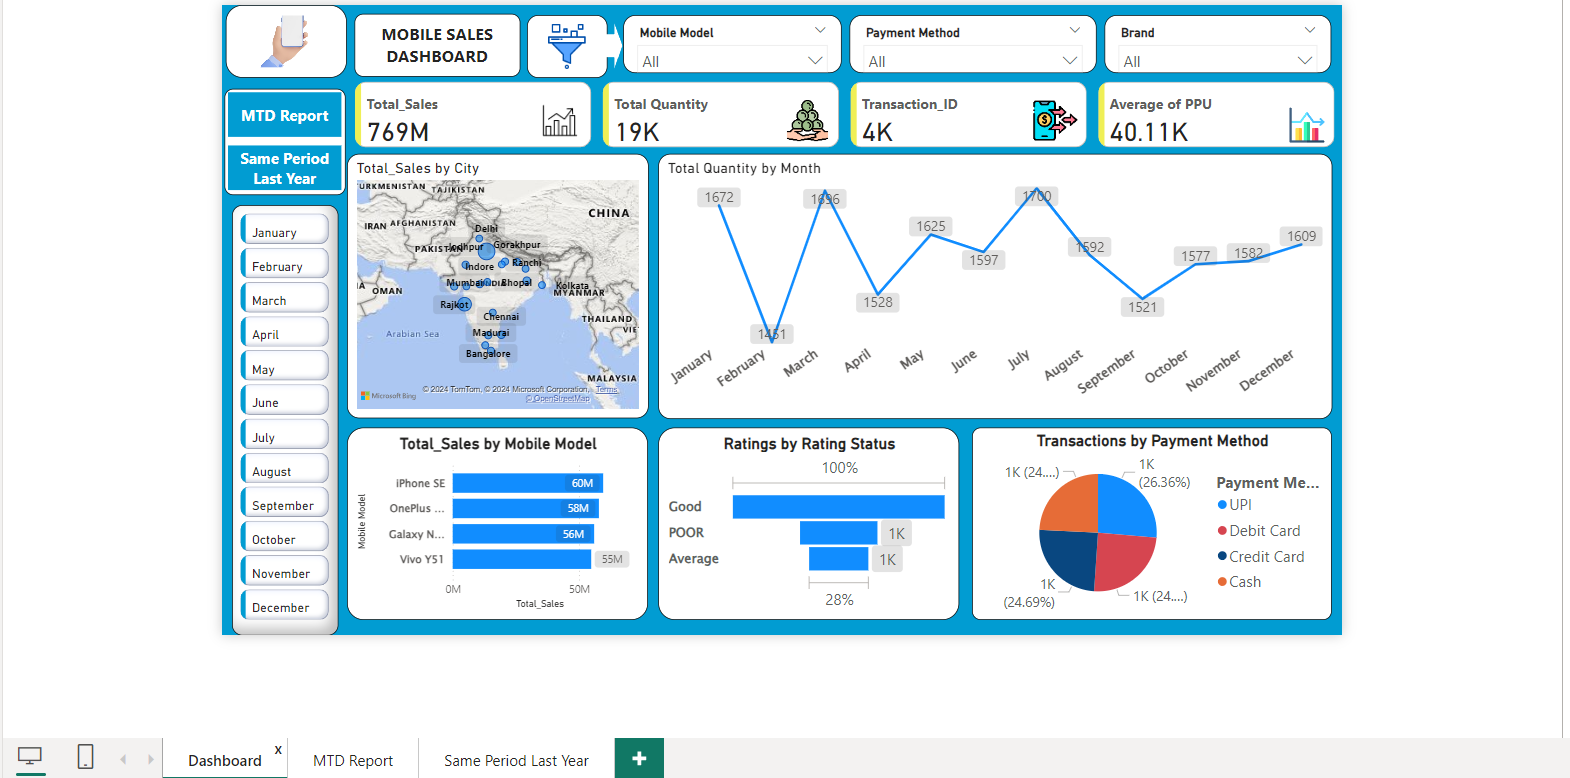 MOBILE SALES
DASHBOARD
Mobile Model
All
Payment Method
All
Brand
All
MTD Report
Same Period
Last Year
Total_Sales
769M
Total Quantity
19K
Transaction_ID
4K
Average of PPU
40.11K
January
February
March
April
May
June
July
August
September
October
November
December
Total_Sales by City
TAJIKISTAN
CHINA
IRAN
AFGHANISTAN
Delhi
PAKISTAN
Jodhpur
Gorakhpur
Indore
Ranchi
OMAN
Mumbai
Bhopal
Kolkata
MYANMAR
Rajkot
Chennai
THAILAND
Arabian Sea
Madurai
VIE
Bangalore
MALAYSIA
Microsoft Bing
© 2024 TomTom, © 2024 Microsoft Corporation, Terms
© OpenStreetMap
Total Quantity by Month
1672
1451
1696
1528
1625
1597
1700
1592
1521
1577
1582
1609
January
February
March
April
May
June
July
August
September
October
November
December
Total_Sales by Mobile Model
Mobile Model
iPhone SE
60M
OnePlus ...
58M
Galaxy N...
56M
Vivo Y51
55M
0M
50M
Total_Sales
Ratings by Rating Status
100%
Good
POOR
1K
Average
1K
28%
Transactions by Payment Method
1K (24....)
1K
(26.36%)
1K
(24.69%)
1K (24....)
Payment Me...
UPI
Debit Card
Credit Card
Cash
Dashboard
x
MTD Report
Same Period Last Year
+